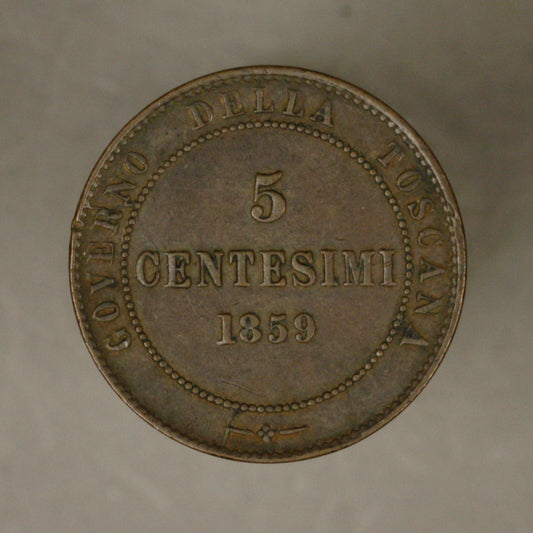 GOVERNO DELLA TOSCANA
5
CENTESIMI
1859